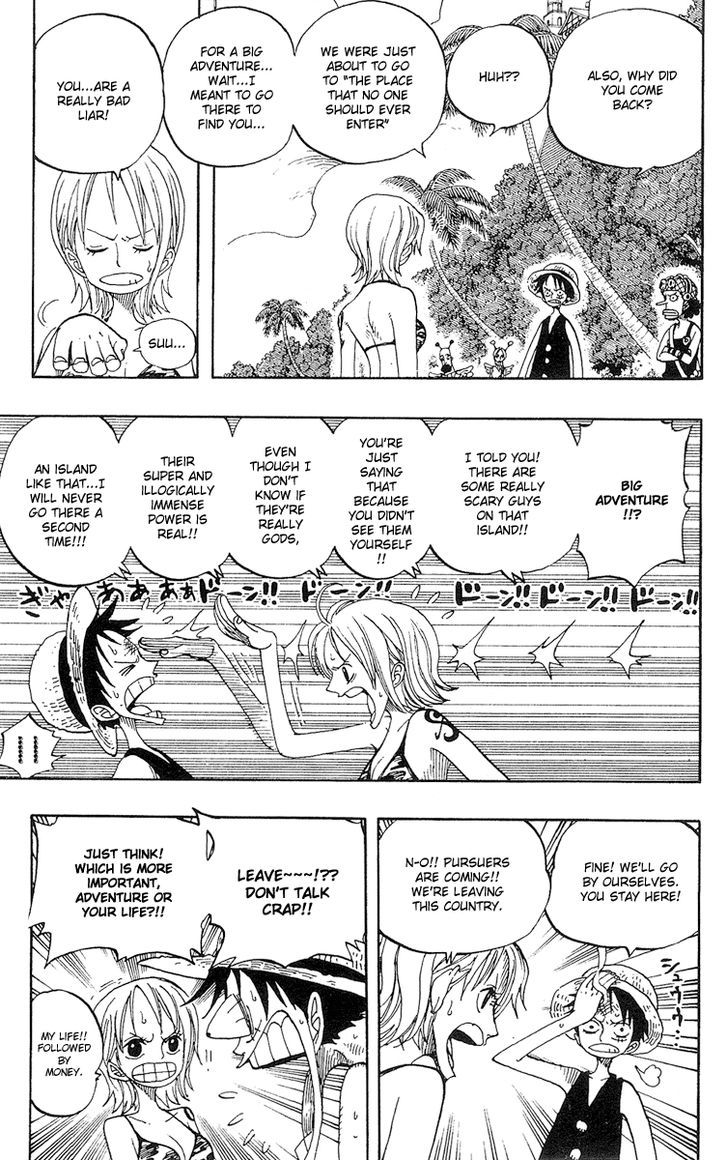 ALSO, WHY DID
YOU COME
BACK?
HUH??
WE WERE JUST
ABOUT TO GO
TO "THE PLACE
THAT NO ONE
SHOULD EVER
ENTER"
FOR A BIG
ADVENTURE...
WAIT...I
MEANT TO GO
THERE TO
FIND YOU...
YOU...ARE A
REALLY BAD
LIAR!
SUU...
BIG
ADVENTURE
!!?
I TOLD YOU!
THERE ARE
SOME REALLY
SCARY GUYS
ON THAT
ISLAND!!
YOU'RE
JUST
SAYING
THAT
BECAUSE
YOU DIDN'T
SEE THEM
YOURSELF
!!
EVEN
THOUGH I
DON'T
KNOW IF
THEY'RE
REALLY
GODS,
THEIR
SUPER AND
ILLOGICALLY
IMMENSE
POWER IS
REAL!!
AN ISLAND
LIKE THAT...I
WILL NEVER
GO THERE A
SECOND
TIME!!!
ドーン!! ドーン!! ドーン!!
ドーン!! ドーン!!
ぎゃああああ
!!!!!!
FINE! WE'LL GO
BY OURSELVES.
YOU STAY HERE!
N-O!! PURSUERS
ARE COMING!!
WE'RE LEAVING
THIS COUNTRY.
シュウウウ...
LEAVE~~~!??
DON'T TALK
CRAP!!
JUST THINK!
WHICH IS MORE
IMPORTANT,
ADVENTURE OR
YOUR LIFE?!!
MY LIFE!!
FOLLOWED
BY
MONEY.